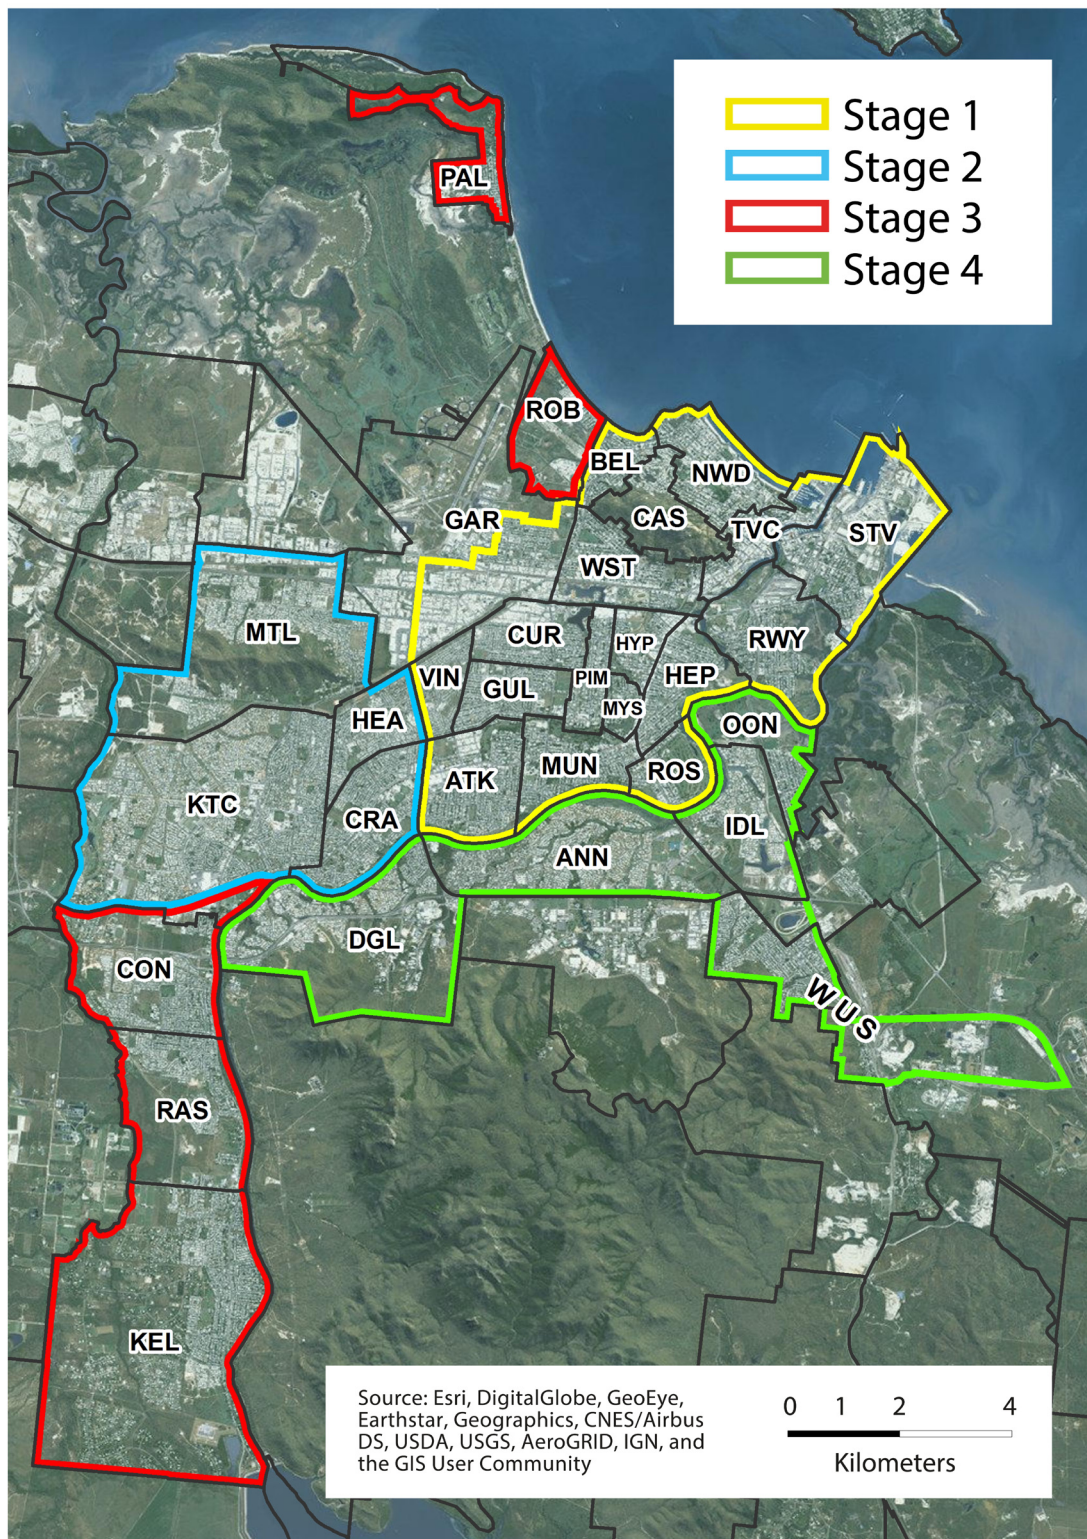 Stage 1
Stage 2
Stage 3
Stage 4
PAL
ROB
BEL
NWD
CAS
TVC
STV
GAR
WST
MTL
CUR
HYP
RWY
VIN
GUL
PIM
HEP
MYS
HEA
OON
ATK
MUN
ROS
KTC
CRA
IDL
ANN
DGL
CON
WUS
RAS
KEL
Source: Esri, DigitalGlobe, GeoEye,
Earthstar, Geographics, CNES/Airbus
DS, USDA, USGS, AeroGRID, IGN, and
the GIS User Community
0 1 2 4
Kilometers